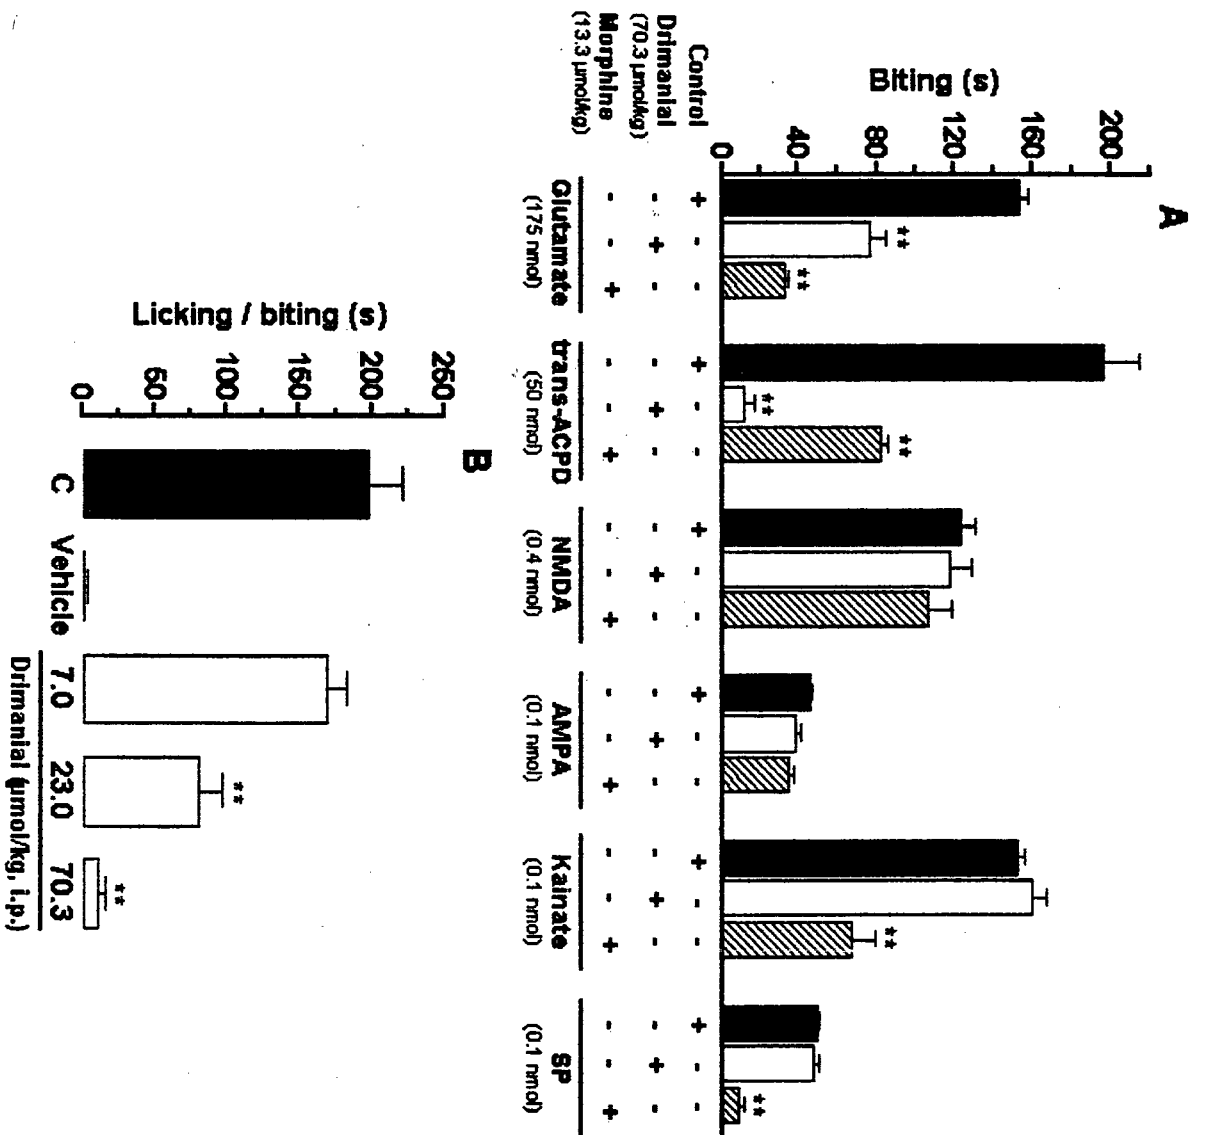 A
Biting (s)
200
160
120
80
40
0
** ** ** ** ** **
Control + - - + - - + - - + - - + - - + - -
Drimanial - + - - + - - + - - + - - + - - + -
(70.3 µmol/kg)
Morphine - - + - - + - - + - - + - - + - - +
(13.3 µmol/kg)
Glutamate trans-ACPD NMDA AMPA Kainate SP
(175 nmol) (50 nmol) (0.4 nmol) (0.1 nmol) (0.1 nmol) (0.1 nmol)
B
Licking / biting (s)
250
200
150
100
50
0
** **
C Vehicle 7.0 23.0 70.3
Drimanial (µmol/kg, i.p.)